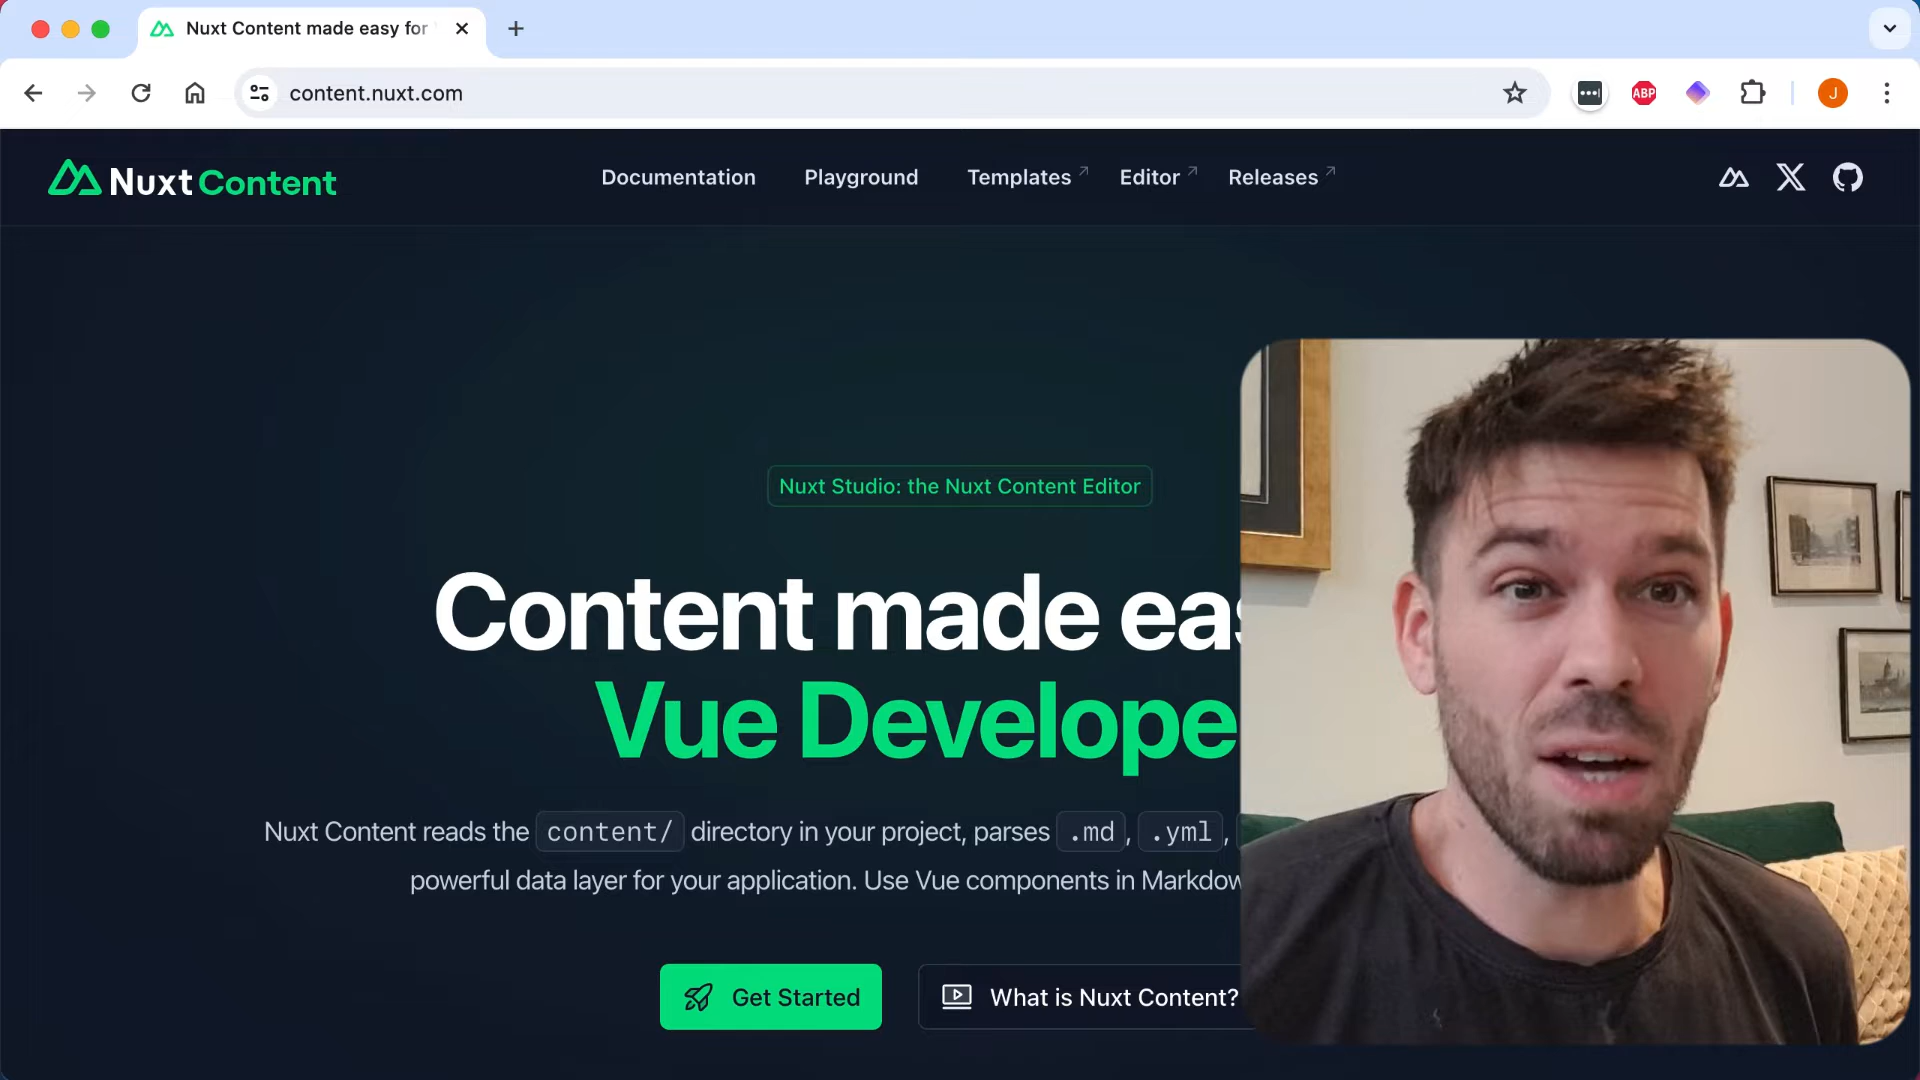 Nuxt Content made easy for
content.nuxt.com
ABP
J
Nuxt Content
Documentation
Playground
Templates
Editor
Releases
Nuxt Studio: the Nuxt Content Editor
Content made eas
Vue Develope
Nuxt Content reads the content/ directory in your project, parses .md, .yml,
powerful data layer for your application. Use Vue components in Markdow
Get Started
What is Nuxt Content?